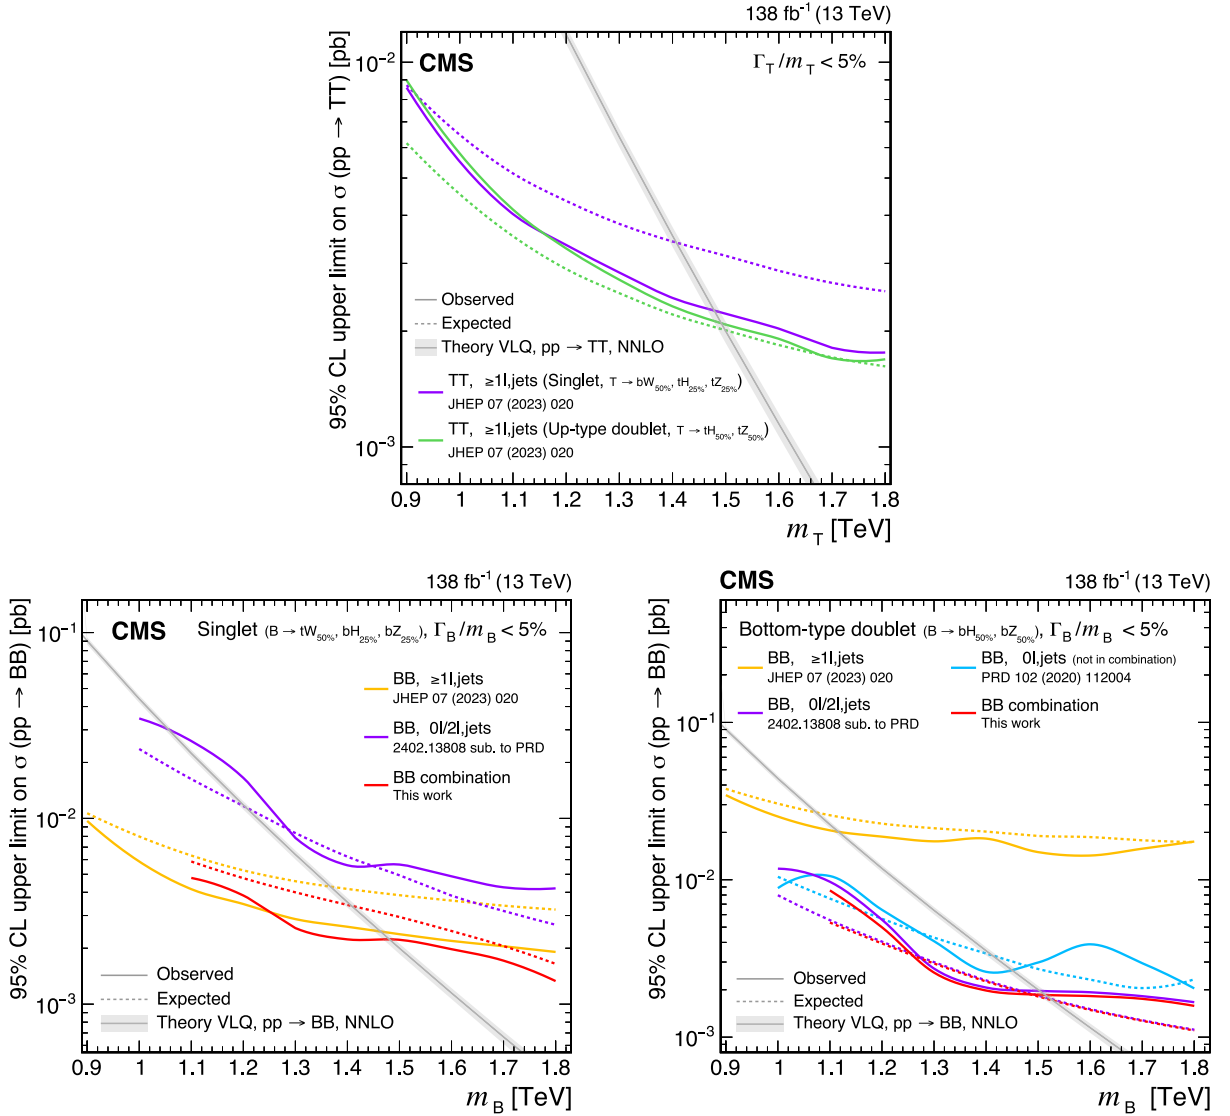 138 fb⁻¹ (13 TeV)
CMS
Γ_T/m_T < 5%
95% CL upper limit on σ (pp → TT) [pb]
10⁻²
10⁻³
Observed
Expected
Theory VLQ, pp → TT, NNLO
TT, ≥1l,jets (Singlet, T → bW₅₀%, tH₂₅%, tZ₂₅%)
JHEP 07 (2023) 020
TT, ≥1l,jets (Up-type doublet, T → tH₅₀%, tZ₅₀%)
JHEP 07 (2023) 020
0.9 1 1.1 1.2 1.3 1.4 1.5 1.6 1.7 1.8
m_T [TeV]
138 fb⁻¹ (13 TeV)
CMS
Singlet (B → tW₅₀%, bH₂₅%, bZ₂₅%), Γ_B/m_B < 5%
95% CL upper limit on σ (pp → BB) [pb]
10⁻¹
10⁻²
10⁻³
BB, ≥1l,jets
JHEP 07 (2023) 020
BB, 0l/2l,jets
2402.13808 sub. to PRD
BB combination
This work
Observed
Expected
Theory VLQ, pp → BB, NNLO
0.9 1 1.1 1.2 1.3 1.4 1.5 1.6 1.7 1.8
m_B [TeV]
CMS
138 fb⁻¹ (13 TeV)
Bottom-type doublet (B → bH₅₀%, bZ₅₀%), Γ_B/m_B < 5%
95% CL upper limit on σ (pp → BB) [pb]
10⁻¹
10⁻²
10⁻³
BB, ≥1l,jets
JHEP 07 (2023) 020
BB, 0l/2l,jets
2402.13808 sub. to PRD
BB, 0l,jets (not in combination)
PRD 102 (2020) 112004
BB combination
This work
Observed
Expected
Theory VLQ, pp → BB, NNLO
0.9 1 1.1 1.2 1.3 1.4 1.5 1.6 1.7 1.8
m_B [TeV]